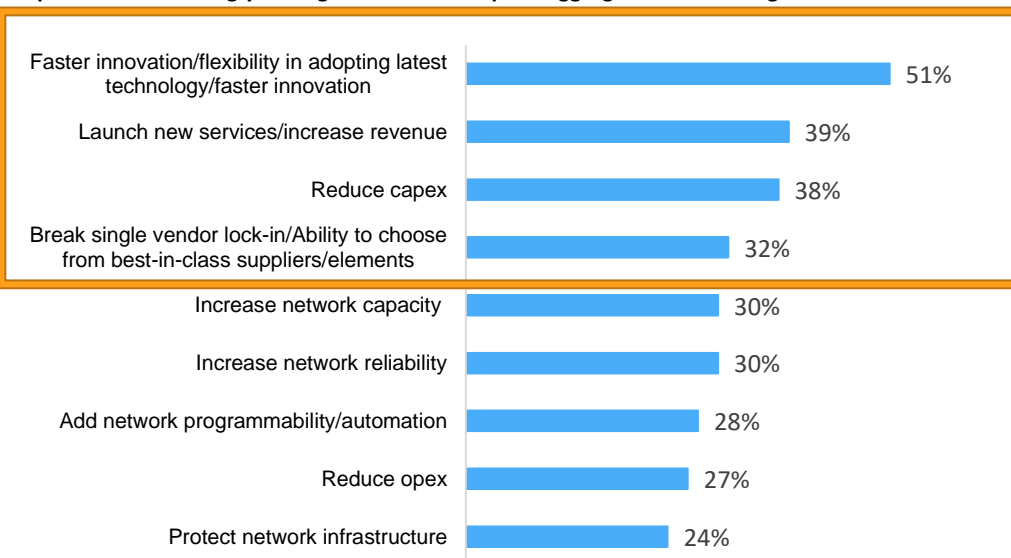 Faster innovation/flexibility in adopting latest
technology/faster innovation
51%
Launch new services/increase revenue
39%
Reduce capex
38%
Break single vendor lock-in/Ability to choose
from best-in-class suppliers/elements
32%
Increase network capacity
30%
Increase network reliability
30%
Add network programmability/automation
28%
Reduce opex
27%
Protect network infrastructure
24%